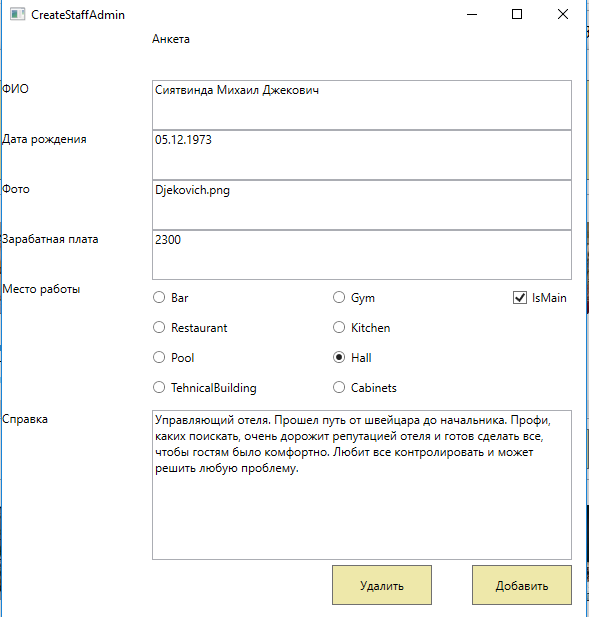 CreateStaffAdmin
Анкета
ФИО
Сиятвинда Михаил Джекович
Дата рождения
05.12.1973
Фото
Djekovich.png
Зарабатная плата
2300
Место работы
Bar
Gym
IsMain
Restaurant
Kitchen
Pool
Hall
TehnicalBuilding
Cabinets
Справка
Управляющий отеля. Прошел путь от швейцара до начальника. Профи,
каких поискать, очень дорожит репутацией отеля и готов сделать все,
чтобы гостям было комфортно. Любит все контролировать и может
решить любую проблему.
Удалить
Добавить